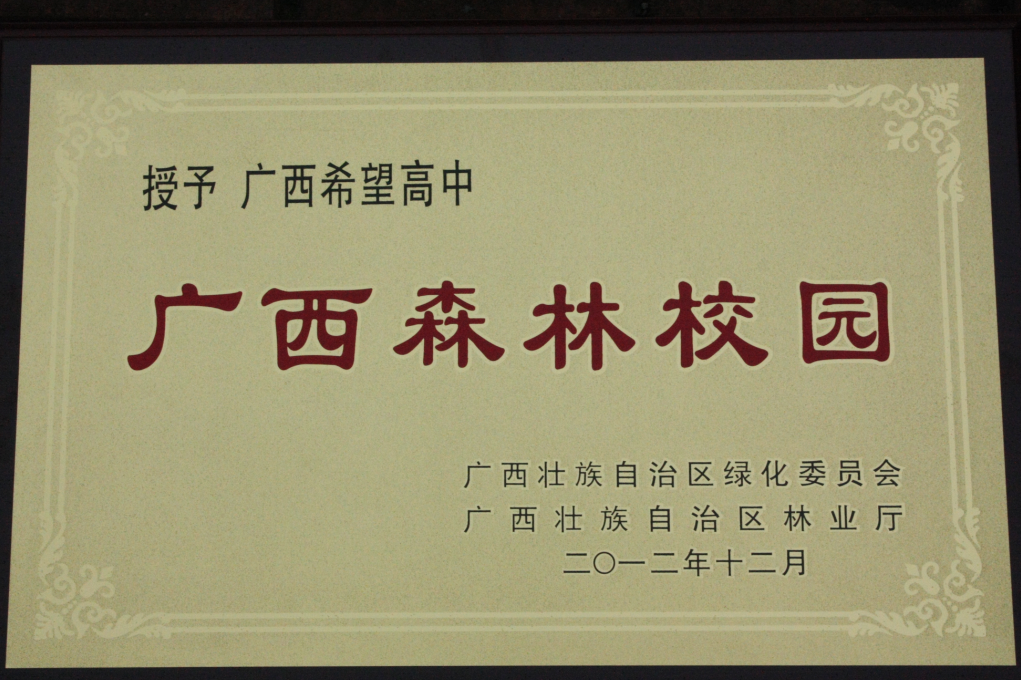 授予 广西希望高中
广西森林校园
广西壮族自治区绿化委员会
广西壮族自治区林业厅
二〇一二年十二月